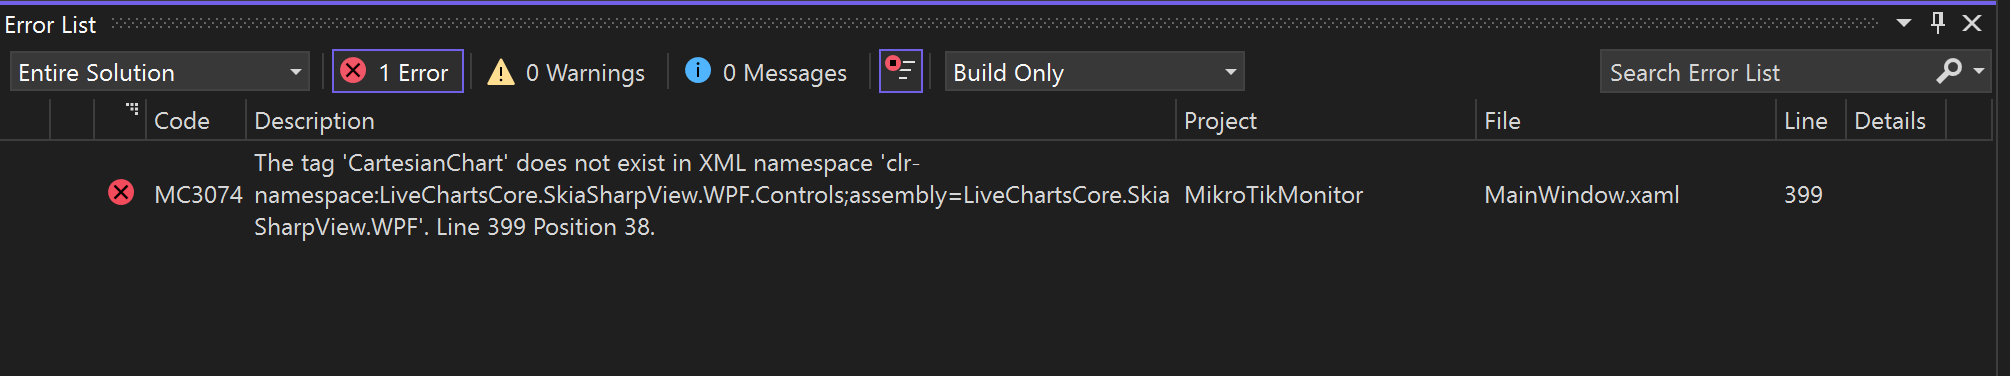 Error List
Entire Solution
1 Error
0 Warnings
0 Messages
Build Only
Search Error List
Code
Description
Project
File
Line
Details
MC3074
The tag 'CartesianChart' does not exist in XML namespace 'clr-
namespace:LiveChartsCore.SkiaSharpView.WPF.Controls;assembly=LiveChartsCore.Skia
SharpView.WPF'. Line 399 Position 38.
MikroTikMonitor
MainWindow.xaml
399